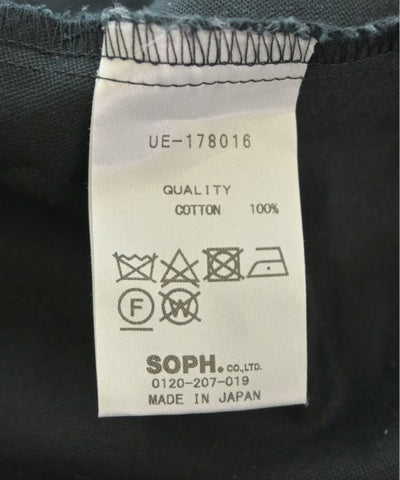 UE-178016
QUALITY
COTTON 100%
F W
SOPH. CO.,LTD.
0120-207-019
MADE IN JAPAN